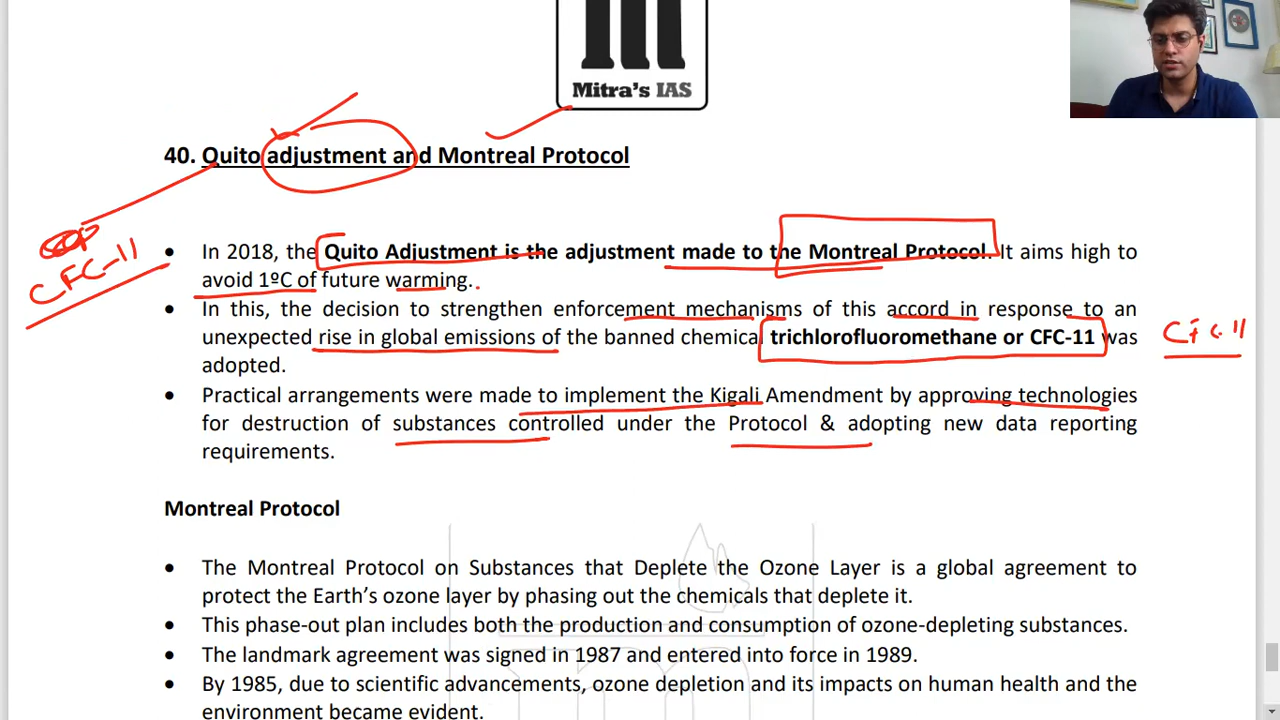 Mitra's IAS
40. Quito adjustment and Montreal Protocol
CFC-11
• In 2018, the Quito Adjustment is the adjustment made to the Montreal Protocol. It aims high to
avoid 1ºC of future warming.
• In this, the decision to strengthen enforcement mechanisms of this accord in response to an
unexpected rise in global emissions of the banned chemical trichlorofluoromethane or CFC-11 was
CFC-11
adopted.
• Practical arrangements were made to implement the Kigali Amendment by approving technologies
for destruction of substances controlled under the Protocol & adopting new data reporting
requirements.
Montreal Protocol
• The Montreal Protocol on Substances that Deplete the Ozone Layer is a global agreement to
protect the Earth's ozone layer by phasing out the chemicals that deplete it.
• This phase-out plan includes both the production and consumption of ozone-depleting substances.
• The landmark agreement was signed in 1987 and entered into force in 1989.
• By 1985, due to scientific advancements, ozone depletion and its impacts on human health and the
environment became evident.